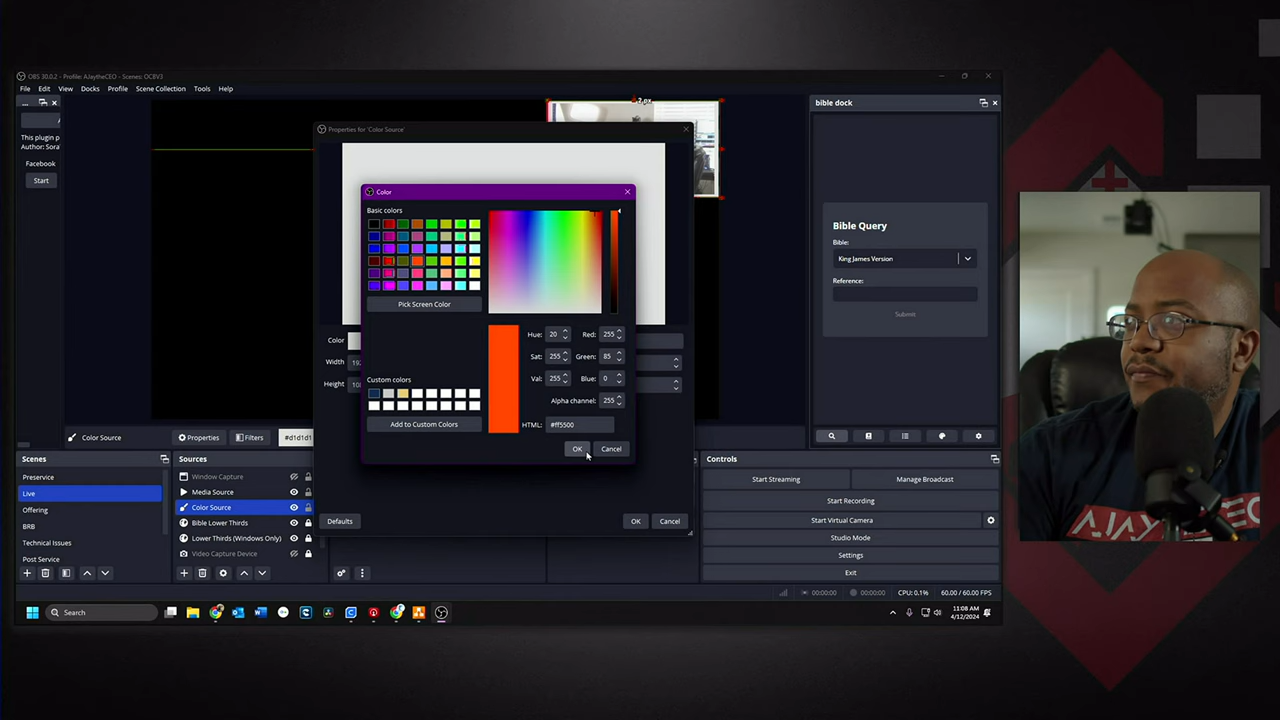 OBS 30.0.2 - Profile: AJaytheCEO - Scenes: OCBV3
File Edit View Docks Profile Scene Collection Tools Help
...
This plugin p
Author: Sora
Facebook
Start
? px
Properties for 'Color Source'
Color
Basic colors
Pick Screen Color
Custom colors
Add to Custom Colors
Hue: 20 Red: 255
Sat: 255 Green: 85
Val: 255 Blue: 0
Alpha channel: 255
HTML: #ff5500
OK Cancel
Color
Width
Height
Defaults OK Cancel
bible dock
Bible Query
Bible:
King James Version
Reference:
Submit
Color Source Properties Filters #d1d1d1
Scenes
Preservice
Live
Offering
BRB
Technical Issues
Post Service
Sources
Window Capture
Media Source
Color Source
Bible Lower Thirds
Lower Thirds (Windows Only)
Video Capture Device
Controls
Start Streaming Manage Broadcast
Start Recording
Start Virtual Camera
Studio Mode
Settings
Exit
00:00:00 00:00:00 CPU: 0.1% 60.00 / 60.00 FPS
Search
11:08 AM
4/12/2024